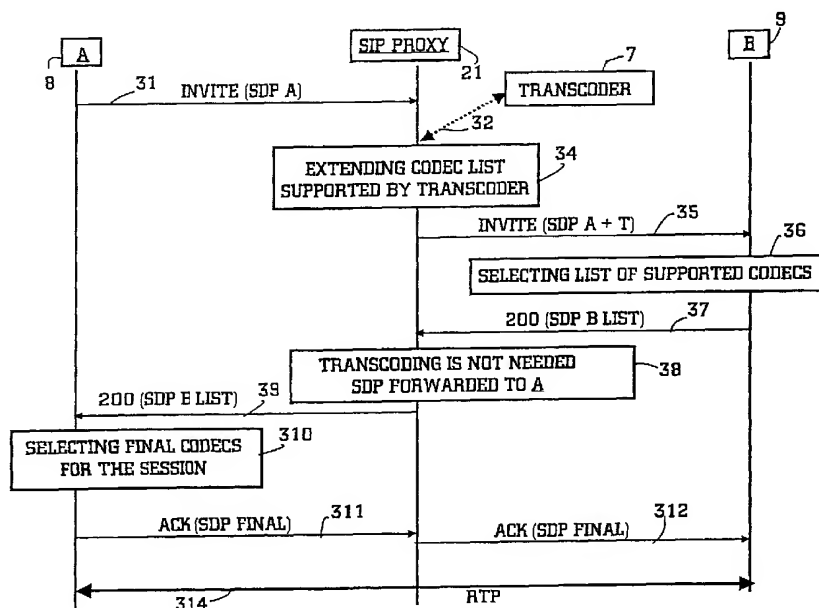 A
8
SIP PROXY
21
B
9
31
INVITE (SDP A)
7
TRANSCODER
32
EXTENDING CODEC LIST
SUPPORTED BY TRANSCODER
34
INVITE (SDP A + T)
35
36
SELECTING LIST OF SUPPORTED CODECS
200 (SDP B LIST)
37
TRANSCODING IS NOT NEEDED
SDP FORWARDED TO A
38
200 (SDP B LIST)
39
SELECTING FINAL CODECS
FOR THE SESSION
310
ACK (SDP FINAL)
311
ACK (SDP FINAL)
312
314
RTP